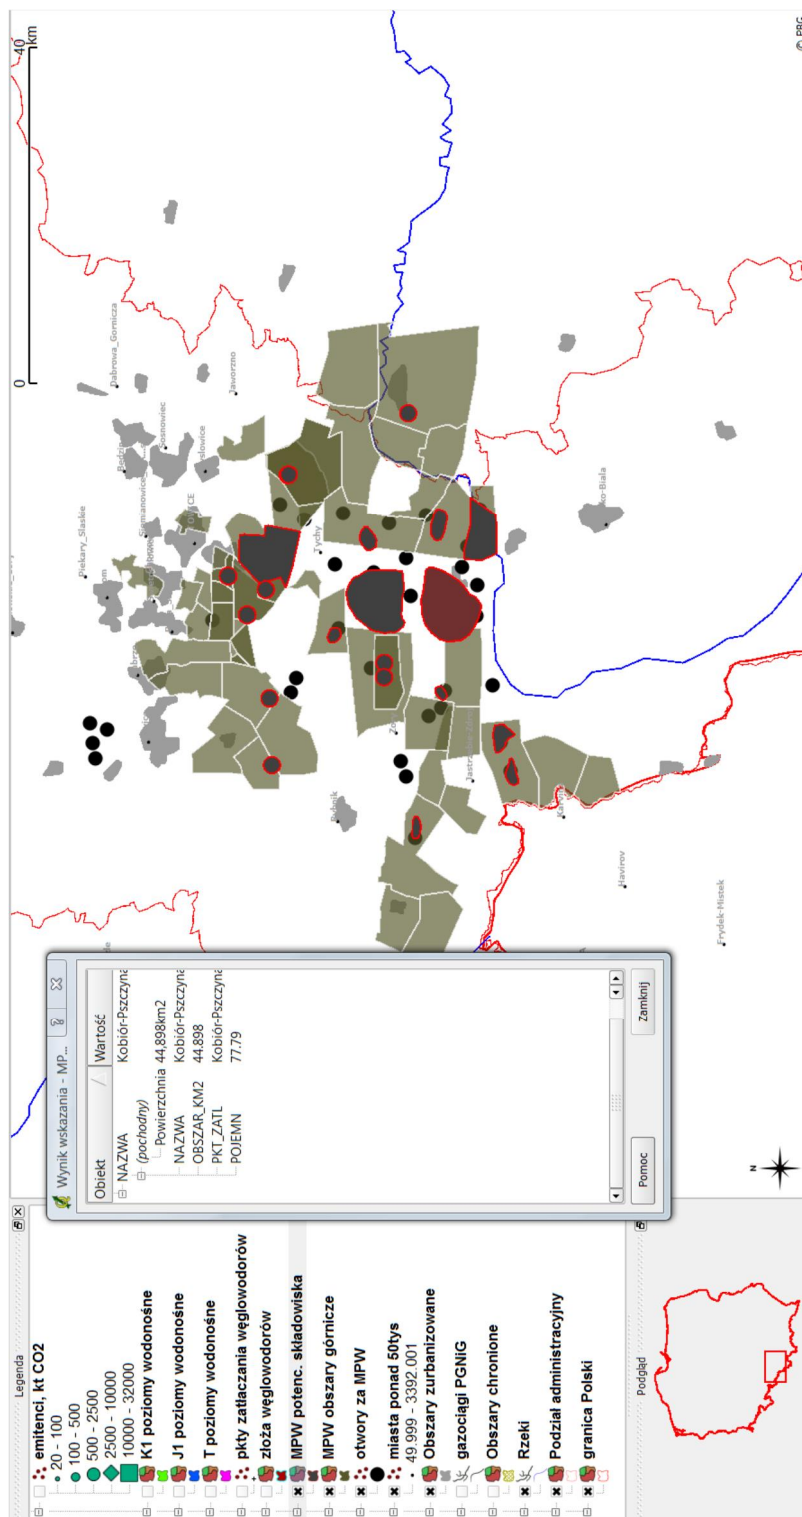 Legenda
emitenci, kt CO2
20 - 100
100 - 500
500 - 2500
2500 - 10000
10000 - 32000
K1 poziomy wodonośne
J1 poziomy wodonośne
T poziomy wodonośne
pkty zatłaczania węglowodorów
złoża węglowodorów
MPW potenc. składowiska
MPW obszary górnicze
otwory za MPW
miasta ponad 50tys
49.999 - 3392.001
Obszary zurbanizowane
gazociągi PGNiG
Obszary chronione
Rzeki
Podział administracyjny
granica Polski
Podgląd
Wynik wskazania - MP...
Obiekt Wartość
NAZWA Kobiór-Pszczyna
(pochodny)
Powierzchnia 44,898km2
NAZWA Kobiór-Pszczyna
OBSZAR_KM2 44.898
PKT_ZATL Kobiór-Pszczyna
POJEMN 77.79
Pomoc Zamknij
N
0 40
km
Piekary_Slaskie
Dabrowa_Gornicza
Sosnowiec
Jaworzno
Tychy
Rybnik
Jastrzebie-Zdroj
Havirov
Frydek-Mistek
© PBG